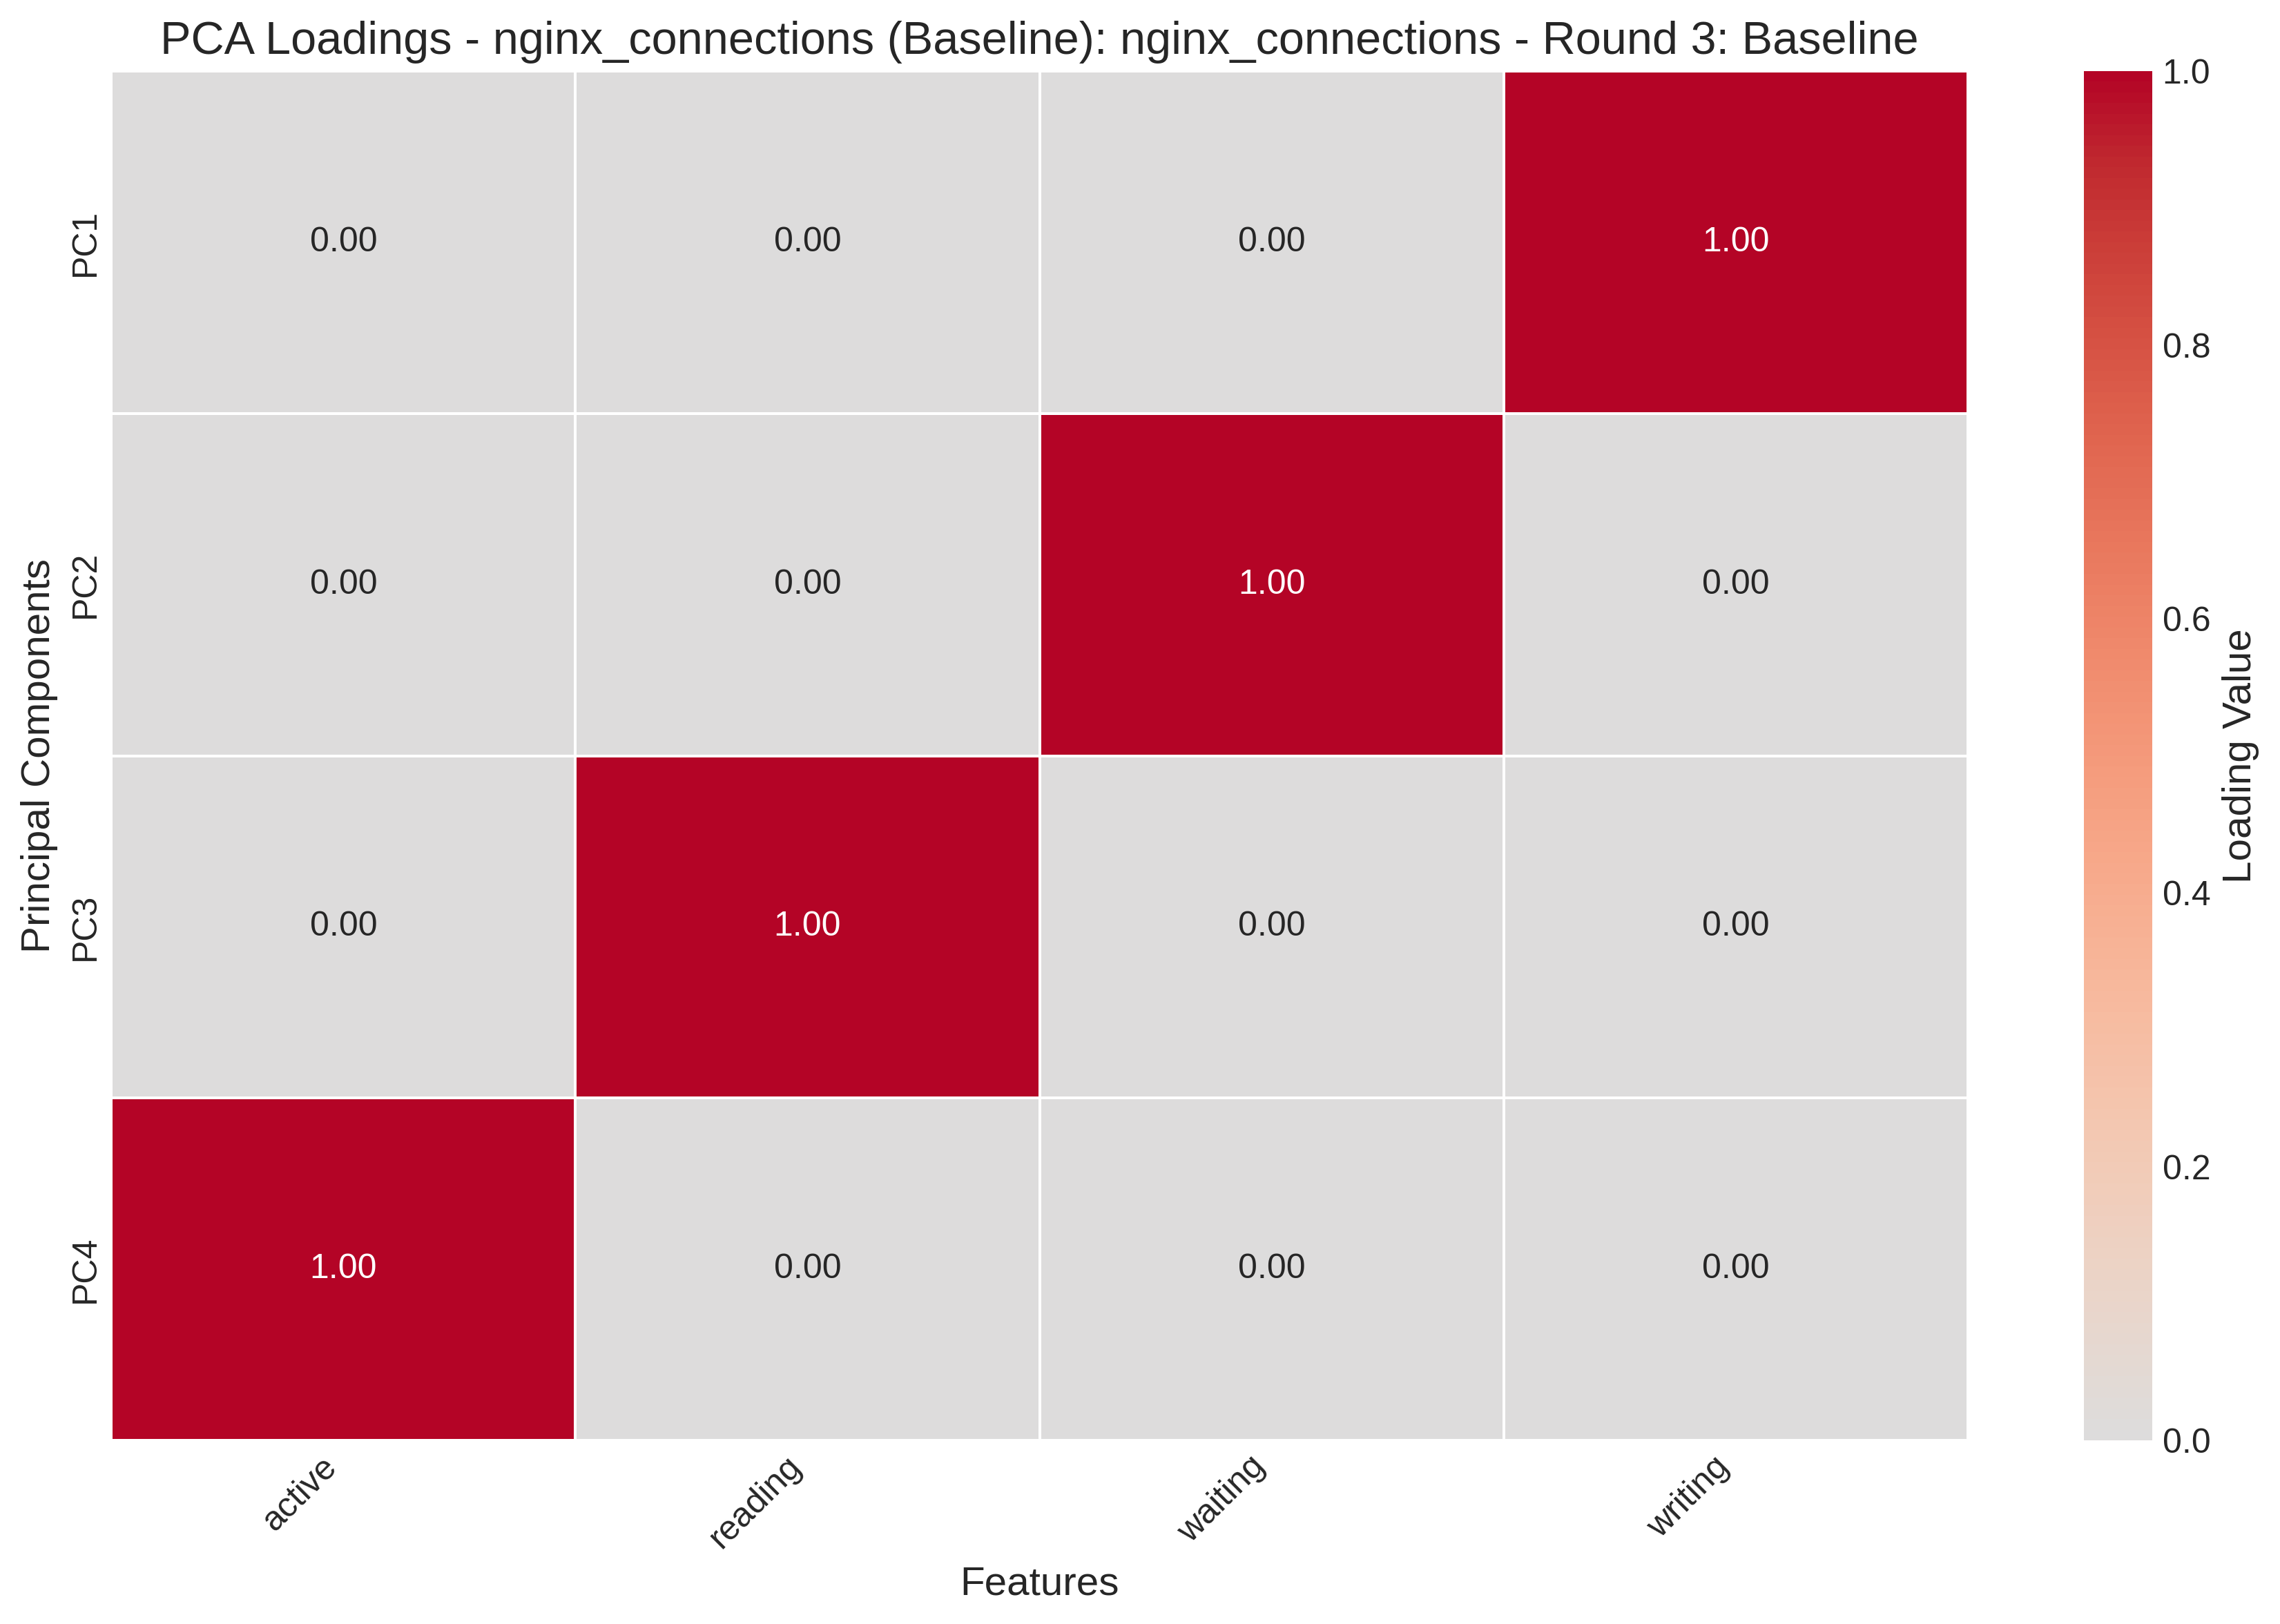 PCA Loadings - nginx_connections (Baseline): nginx_connections - Round 3: Baseline
Principal Components
PC1 0.00 0.00 0.00 1.00
PC2 0.00 0.00 1.00 0.00
PC3 0.00 1.00 0.00 0.00
PC4 1.00 0.00 0.00 0.00
active reading waiting writing
Features
1.0
0.8
0.6
0.4
0.2
0.0
Loading Value